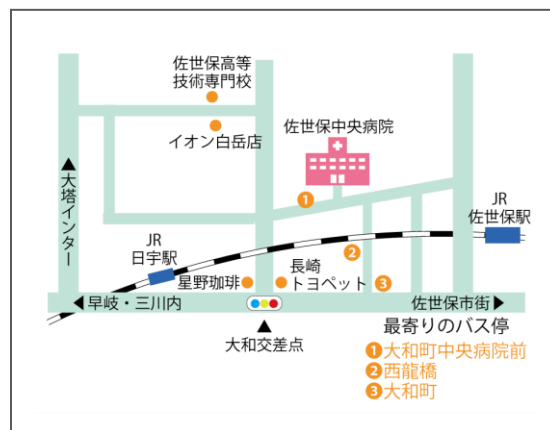 佐世保高等
技術専門校
イオン白岳店
佐世保中央病院
▲大塔インター
JR
佐世保駅
JR
日宇駅
星野珈琲
長崎
トヨペット
◀早岐・三川内
佐世保市街▶
▲
大和交差点
最寄りのバス停
❶大和町中央病院前
❷西龍橋
❸大和町
❶
❷
❸